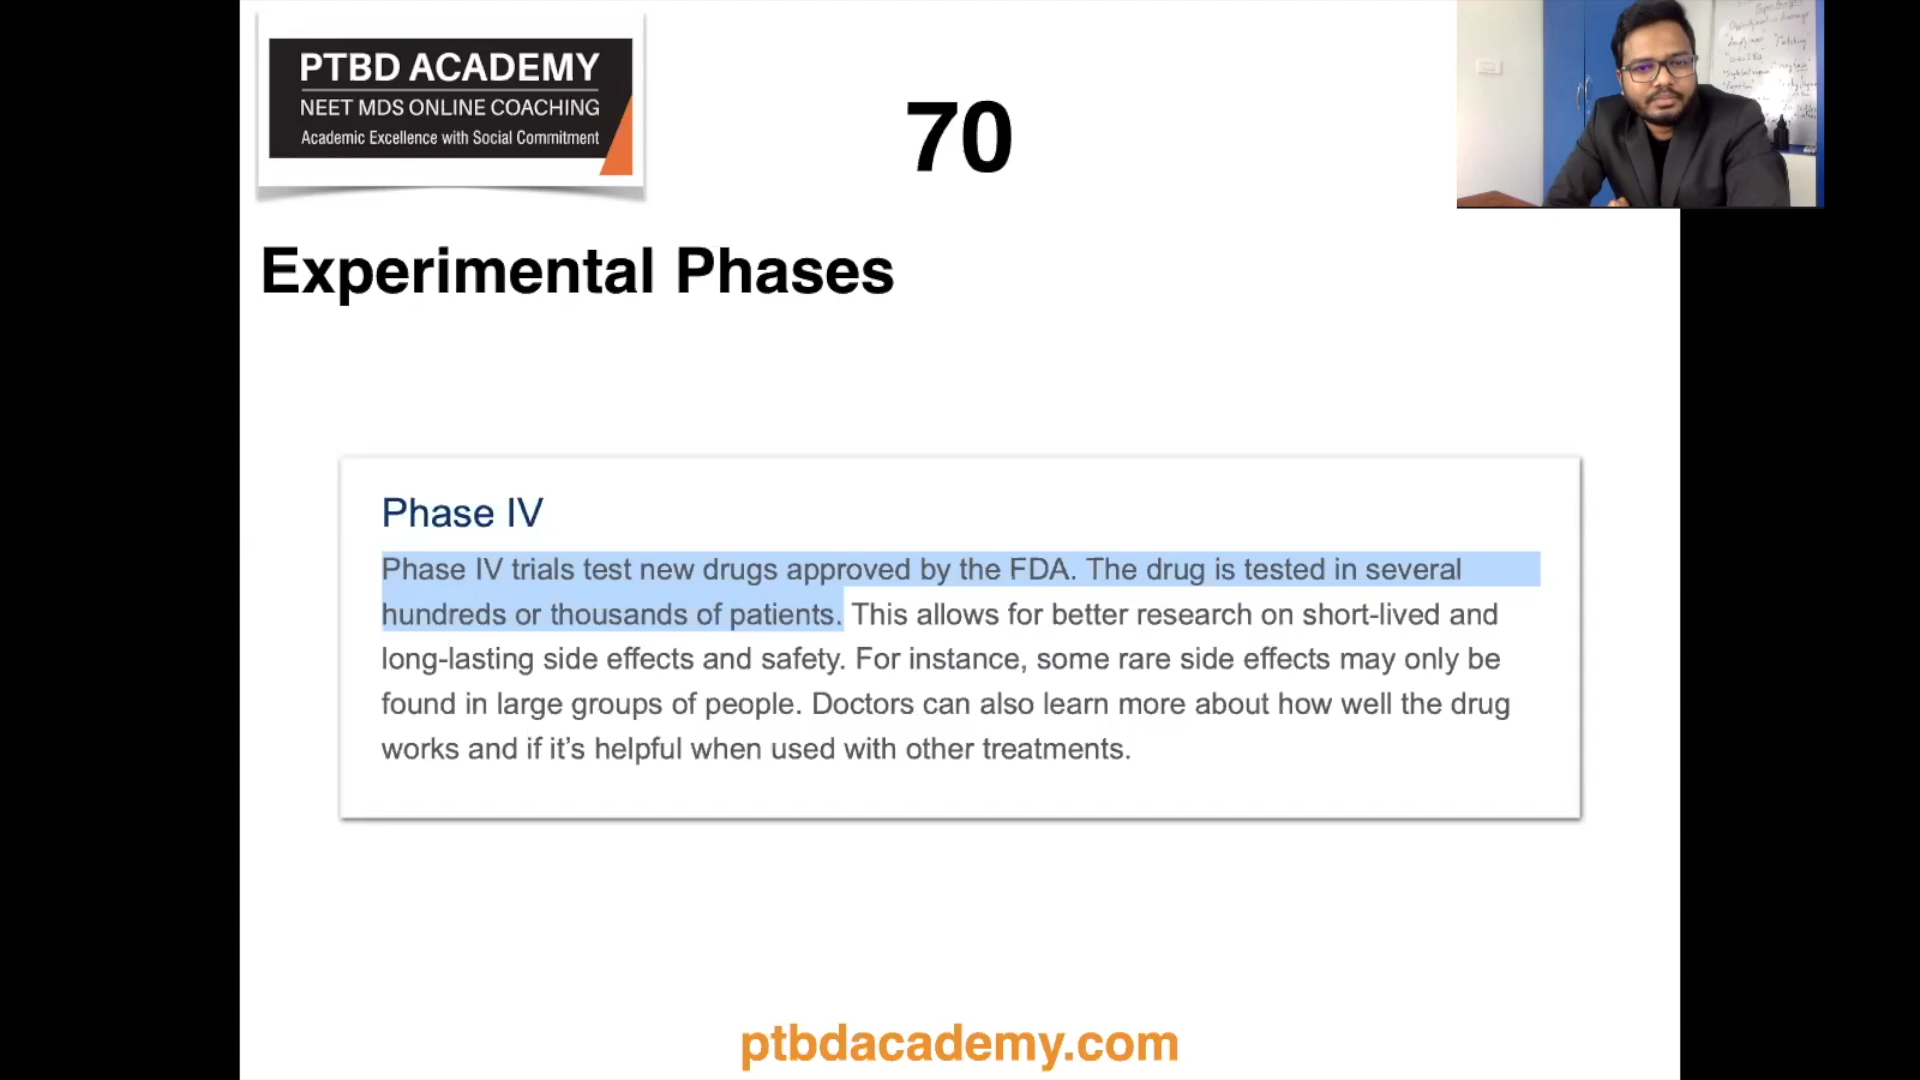 PTBD ACADEMY
NEET MDS ONLINE COACHING
Academic Excellence with Social Commitment
70
Experimental Phases
Phase IV
Phase IV trials test new drugs approved by the FDA. The drug is tested in several
hundreds or thousands of patients. This allows for better research on short-lived and
long-lasting side effects and safety. For instance, some rare side effects may only be
found in large groups of people. Doctors can also learn more about how well the drug
works and if it’s helpful when used with other treatments.
ptbdacademy.com